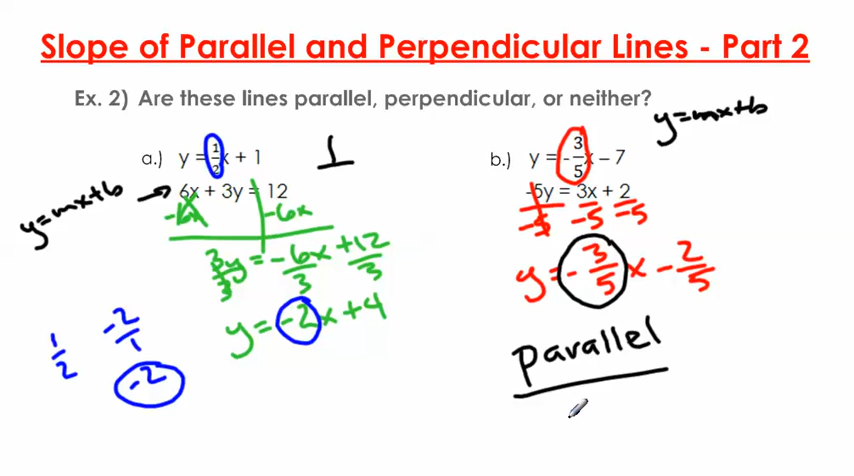 Slope of Parallel and Perpendicular Lines - Part 2
Ex. 2) Are these lines parallel, perpendicular, or neither?
a.) y = 1/2x + 1 ⊥
6x + 3y = 12
y=mx+b
-6x -6x
3y/3 = -6x/3 + 12/3
y = -2x + 4
1/2 -2/1
-2
y=mx+b
b.) y = -3/5x - 7
-5y = 3x + 2
-5 -5 -5
y = -3/5x - 2/5
parallel